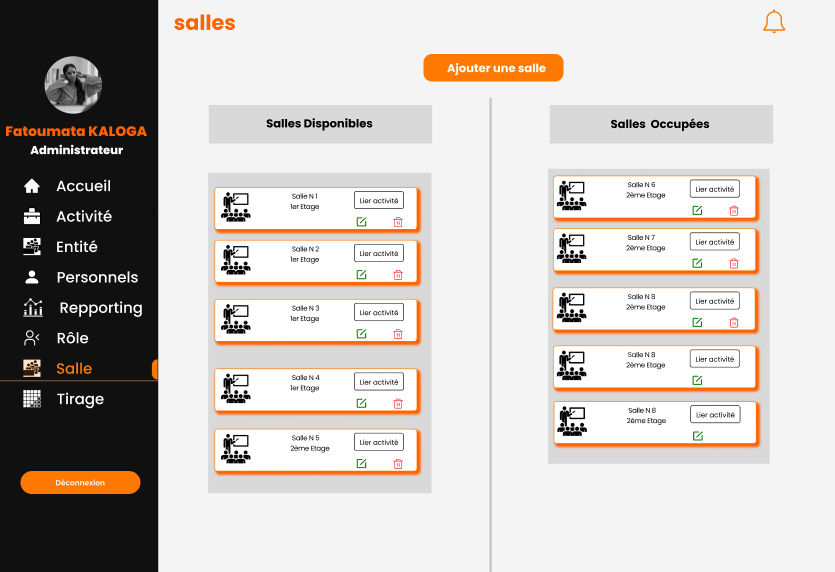 salles
Fatoumata KALOGA
Administrateur
Accueil
Activité
Entité
Personnels
Repporting
Rôle
Salle
Tirage
Déconnexion
Ajouter une salle
Salles Disponibles
Salle N 1
1er Etage
Lier activité
Salle N 2
1er Etage
Lier activité
Salle N 3
1er Etage
Lier activité
Salle N 4
1er Etage
Lier activité
Salle N 5
2ème Etage
Lier activité
Salles Occupées
Salle N 6
2ème Etage
Lier activité
Salle N 7
2ème Etage
Lier activité
Salle N 8
2ème Etage
Lier activité
Salle N 8
2ème Etage
Lier activité
Salle N 8
2ème Etage
Lier activité